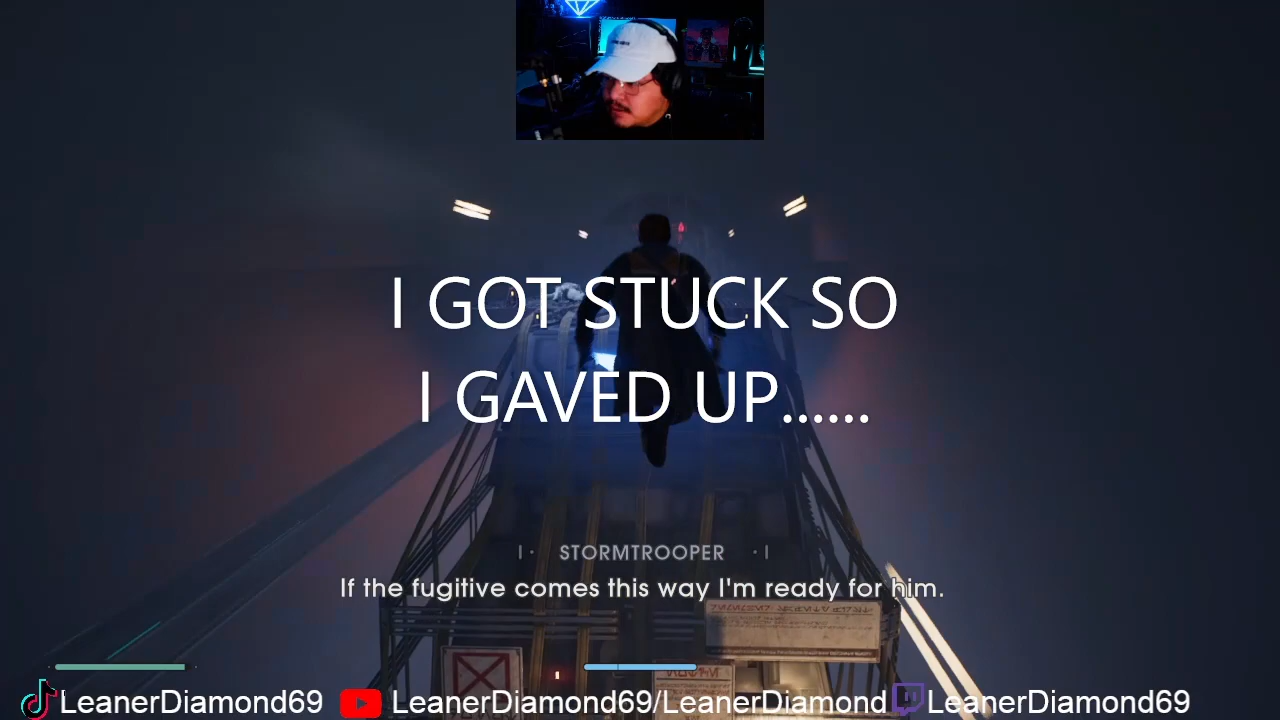 I GOT STUCK SO
I GAVED UP......
STORMTROOPER
If the fugitive comes this way I'm ready for him.
LeanerDiamond69
LeanerDiamond69/LeanerDiamond
LeanerDiamond69